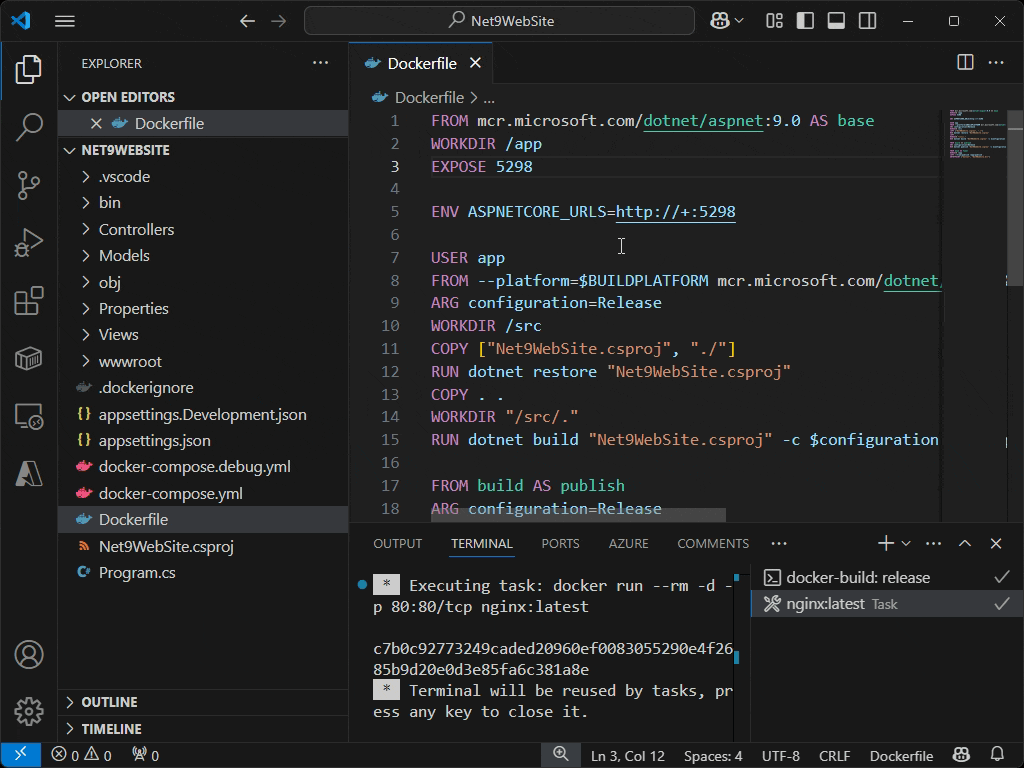 Net9WebSite
EXPLORER
OPEN EDITORS
Dockerfile
NET9WEBSITE
.vscode
bin
Controllers
Models
obj
Properties
Views
wwwroot
.dockerignore
appsettings.Development.json
appsettings.json
docker-compose.debug.yml
docker-compose.yml
Dockerfile
Net9WebSite.csproj
Program.cs
OUTLINE
TIMELINE
Dockerfile
Dockerfile > ...
1 FROM mcr.microsoft.com/dotnet/aspnet:9.0 AS base
2 WORKDIR /app
3 EXPOSE 5298
4
5 ENV ASPNETCORE_URLS=http://+:5298
6
7 USER app
8 FROM --platform=$BUILDPLATFORM mcr.microsoft.com/dotnet/
9 ARG configuration=Release
10 WORKDIR /src
11 COPY ["Net9WebSite.csproj", "./"]
12 RUN dotnet restore "Net9WebSite.csproj"
13 COPY . .
14 WORKDIR "/src/."
15 RUN dotnet build "Net9WebSite.csproj" -c $configuration
16
17 FROM build AS publish
18 ARG configuration=Release
OUTPUT TERMINAL PORTS AZURE COMMENTS
* Executing task: docker run --rm -d -
p 80:80/tcp nginx:latest
c7b0c92773249caded20960ef0083055290e4f26
85b9d20e0d3e85fa6c381a8e
* Terminal will be reused by tasks, pr
ess any key to close it.
docker-build: release
nginx:latest Task
0 0 0 Ln 3, Col 12 Spaces: 4 UTF-8 CRLF Dockerfile